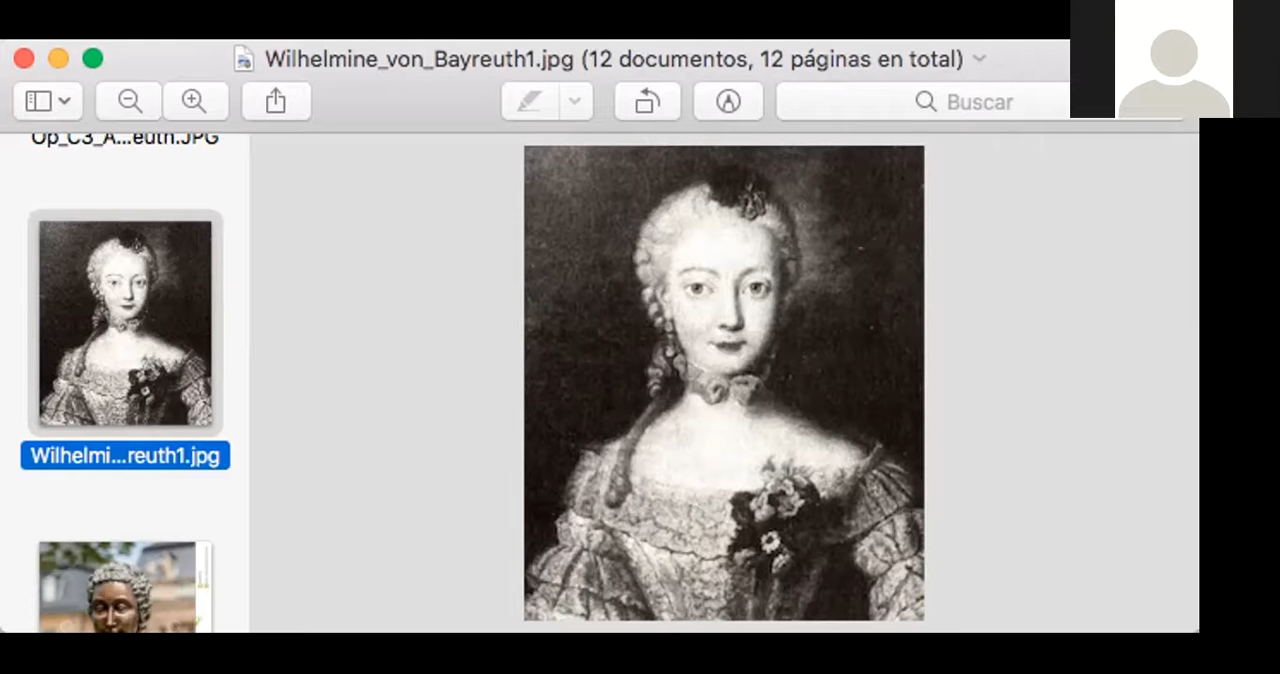 Wilhelmine_von_Bayreuth1.jpg (12 documentos, 12 páginas en total)
Buscar
Op_C3_A...euth.JPG
Wilhelmi...reuth1.jpg